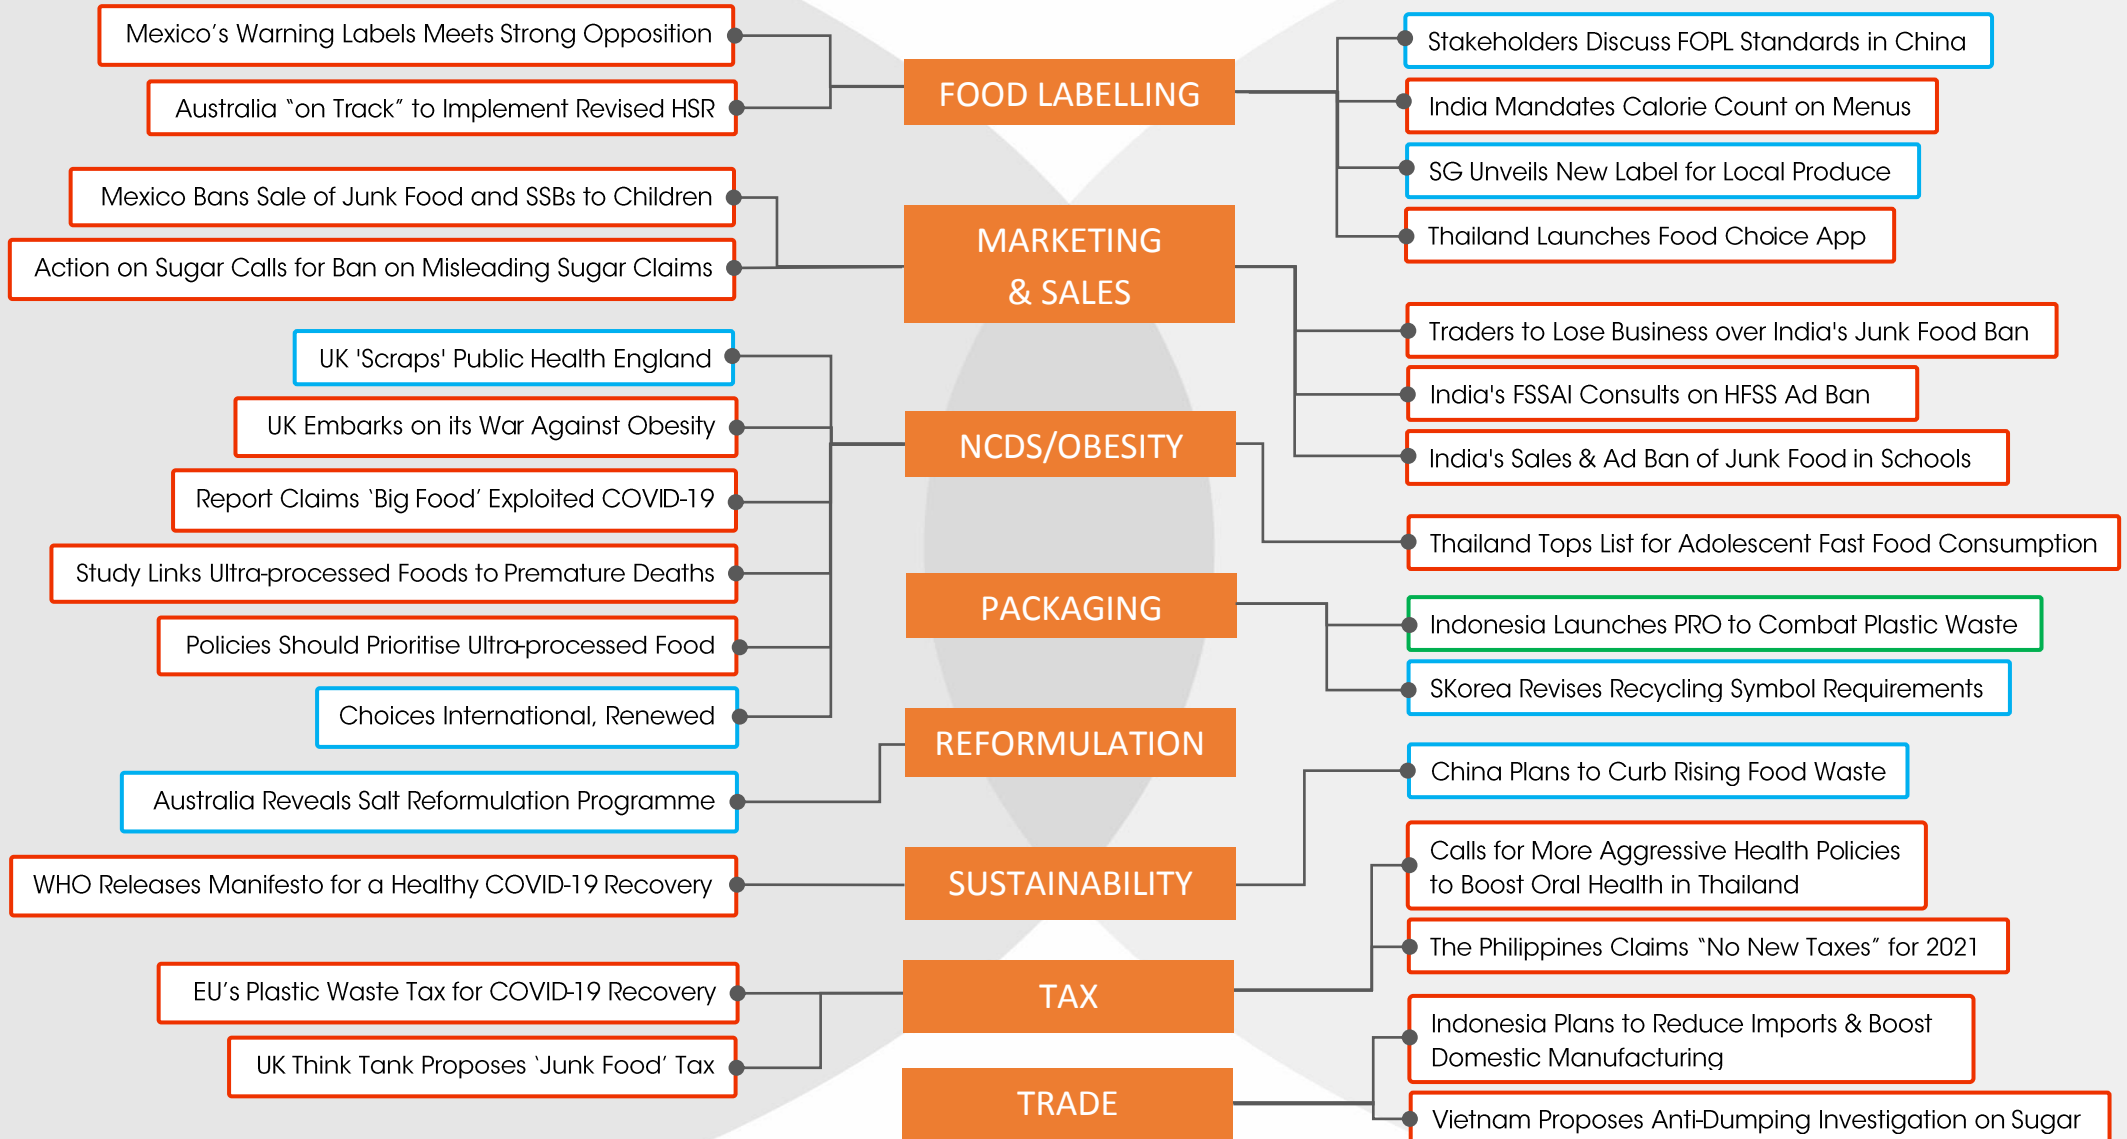 Mexico’s Warning Labels Meets Strong Opposition
Australia “on Track” to Implement Revised HSR
FOOD LABELLING
Stakeholders Discuss FOPL Standards in China
India Mandates Calorie Count on Menus
SG Unveils New Label for Local Produce
Thailand Launches Food Choice App
Mexico Bans Sale of Junk Food and SSBs to Children
Action on Sugar Calls for Ban on Misleading Sugar Claims
MARKETING
& SALES
Traders to Lose Business over India's Junk Food Ban
India's FSSAI Consults on HFSS Ad Ban
India's Sales & Ad Ban of Junk Food in Schools
UK 'Scraps' Public Health England
UK Embarks on its War Against Obesity
Report Claims ‘Big Food’ Exploited COVID-19
Study Links Ultra-processed Foods to Premature Deaths
Policies Should Prioritise Ultra-processed Food
Choices International, Renewed
NCDS/OBESITY
Thailand Tops List for Adolescent Fast Food Consumption
PACKAGING
Indonesia Launches PRO to Combat Plastic Waste
SKorea Revises Recycling Symbol Requirements
Australia Reveals Salt Reformulation Programme
REFORMULATION
WHO Releases Manifesto for a Healthy COVID-19 Recovery
SUSTAINABILITY
China Plans to Curb Rising Food Waste
EU’s Plastic Waste Tax for COVID-19 Recovery
UK Think Tank Proposes ‘Junk Food’ Tax
TAX
Calls for More Aggressive Health Policies
to Boost Oral Health in Thailand
The Philippines Claims “No New Taxes” for 2021
TRADE
Indonesia Plans to Reduce Imports & Boost
Domestic Manufacturing
Vietnam Proposes Anti-Dumping Investigation on Sugar